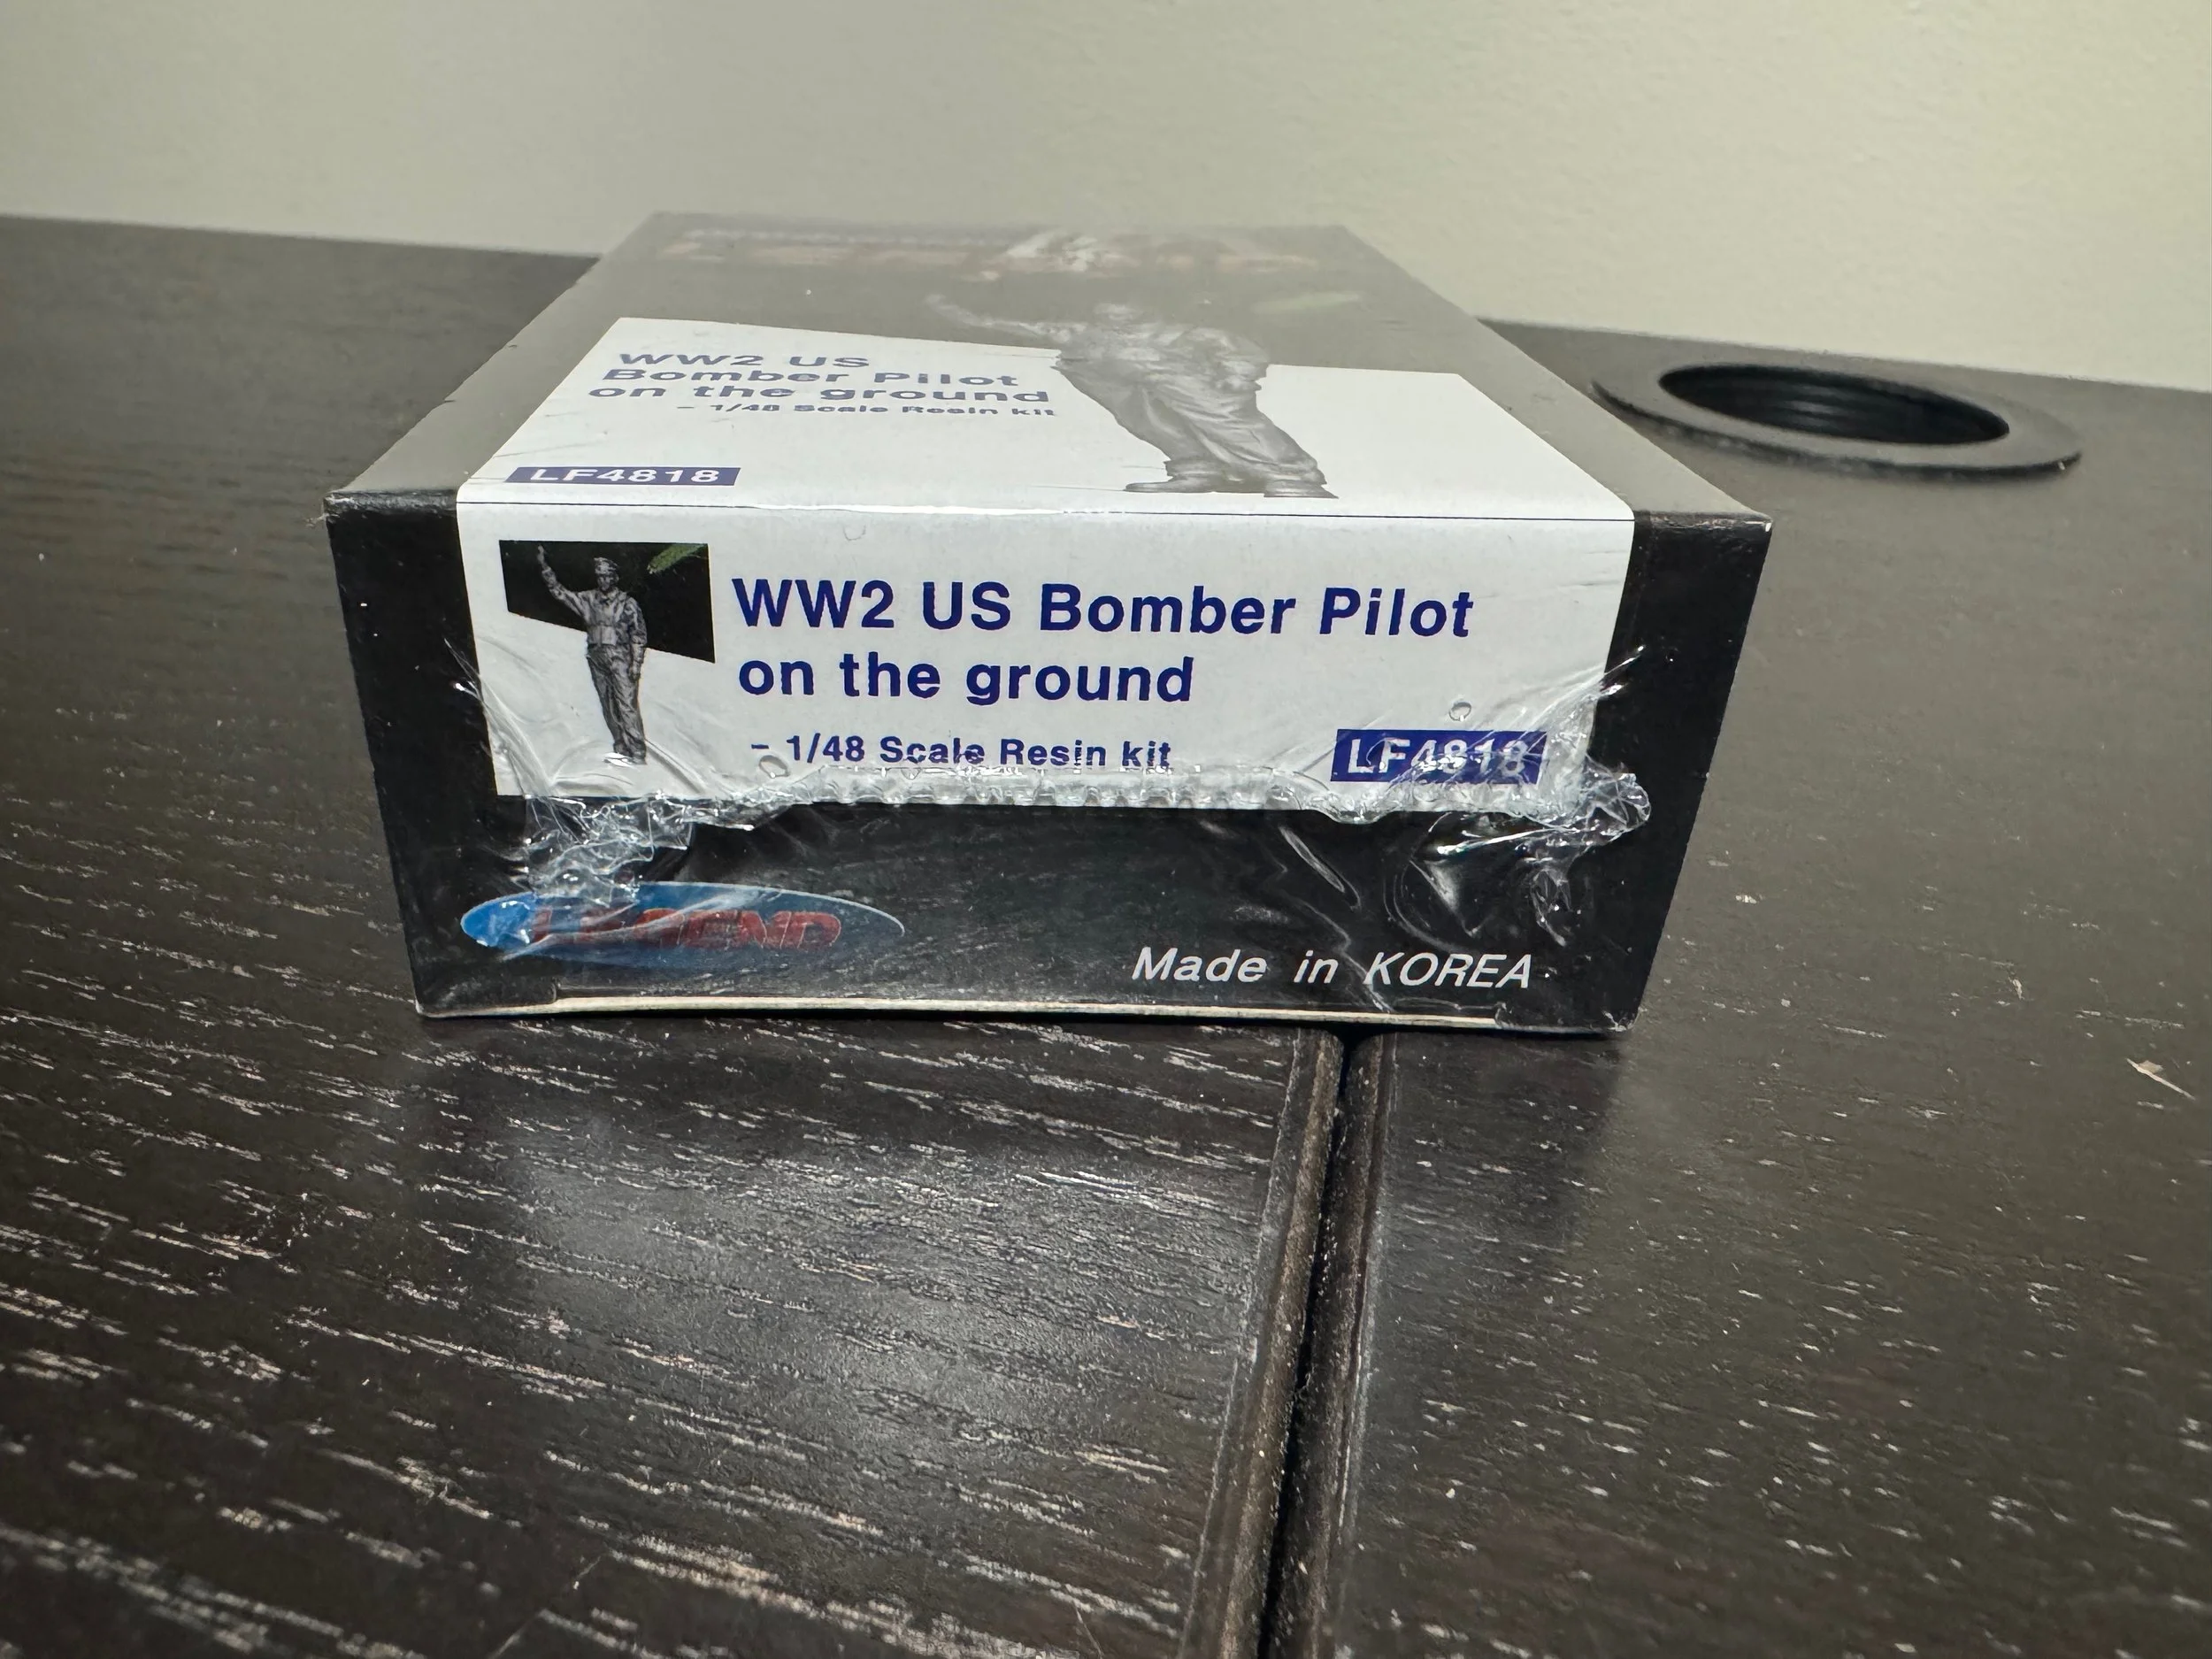 WW2 US
Bomber Pilot
on the ground
- 1/48 Scale Resin kit
LF4818
WW2 US Bomber Pilot
on the ground
- 1/48 Scale Resin kit
LF4818
LEGEND
Made in KOREA